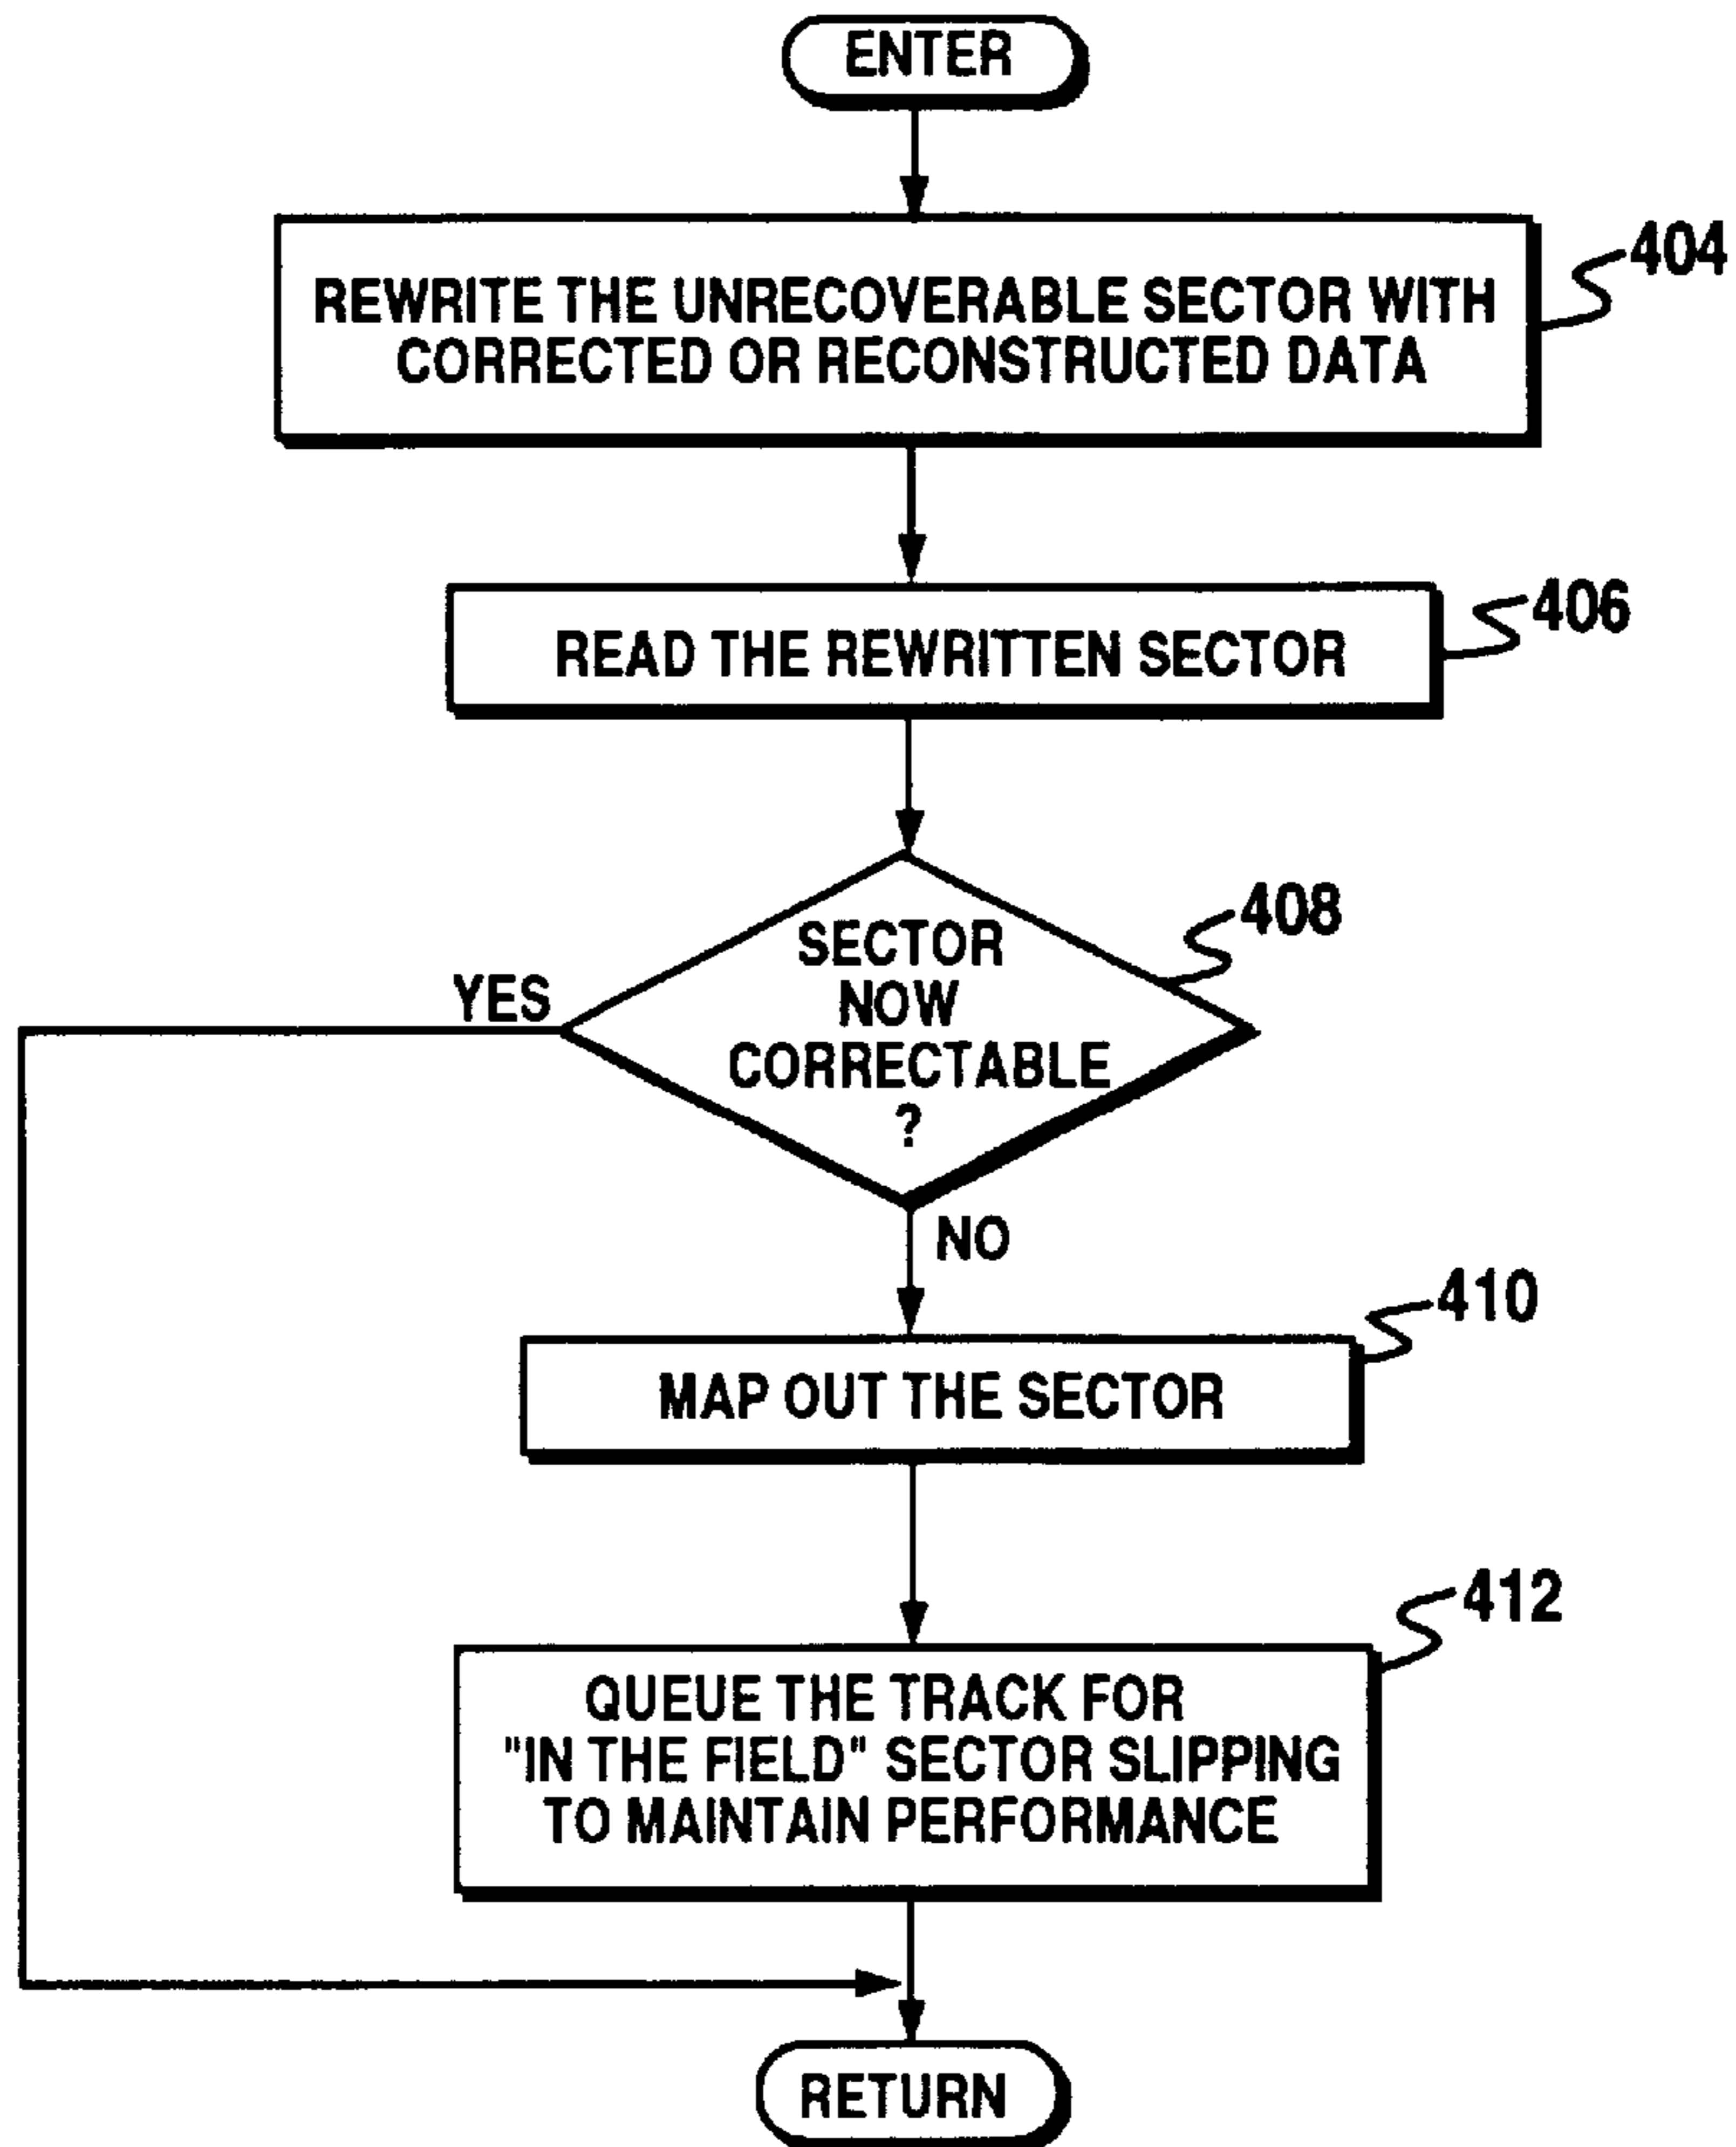 ENTER
REWRITE THE UNRECOVERABLE SECTOR WITH
CORRECTED OR RECONSTRUCTED DATA
404
READ THE REWRITTEN SECTOR
406
SECTOR
NOW
CORRECTABLE
?
408
YES
NO
MAP OUT THE SECTOR
410
QUEUE THE TRACK FOR
"IN THE FIELD" SECTOR SLIPPING
TO MAINTAIN PERFORMANCE
412
RETURN